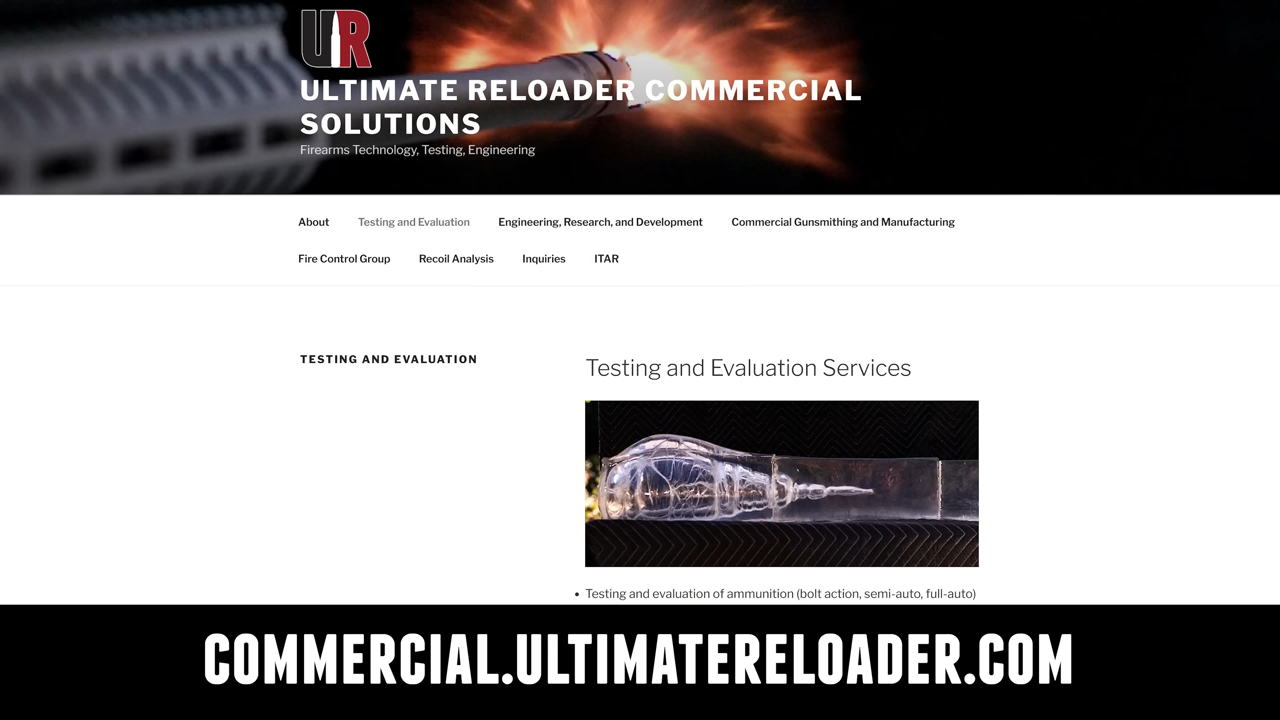 UR
ULTIMATE RELOADER COMMERCIAL
SOLUTIONS
Firearms Technology, Testing, Engineering
About Testing and Evaluation Engineering, Research, and Development Commercial Gunsmithing and Manufacturing
Fire Control Group Recoil Analysis Inquiries ITAR
TESTING AND EVALUATION
Testing and Evaluation Services
• Testing and evaluation of ammunition (bolt action, semi-auto, full-auto)
COMMERCIAL.ULTIMATERELOADER.COM